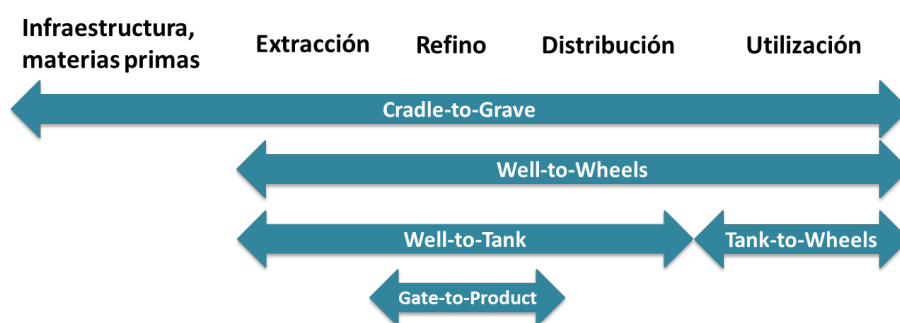 Infraestructura,
materias primas
Extracción
Refino
Distribución
Utilización
Cradle-to-Grave
Well-to-Wheels
Well-to-Tank
Tank-to-Wheels
Gate-to-Product